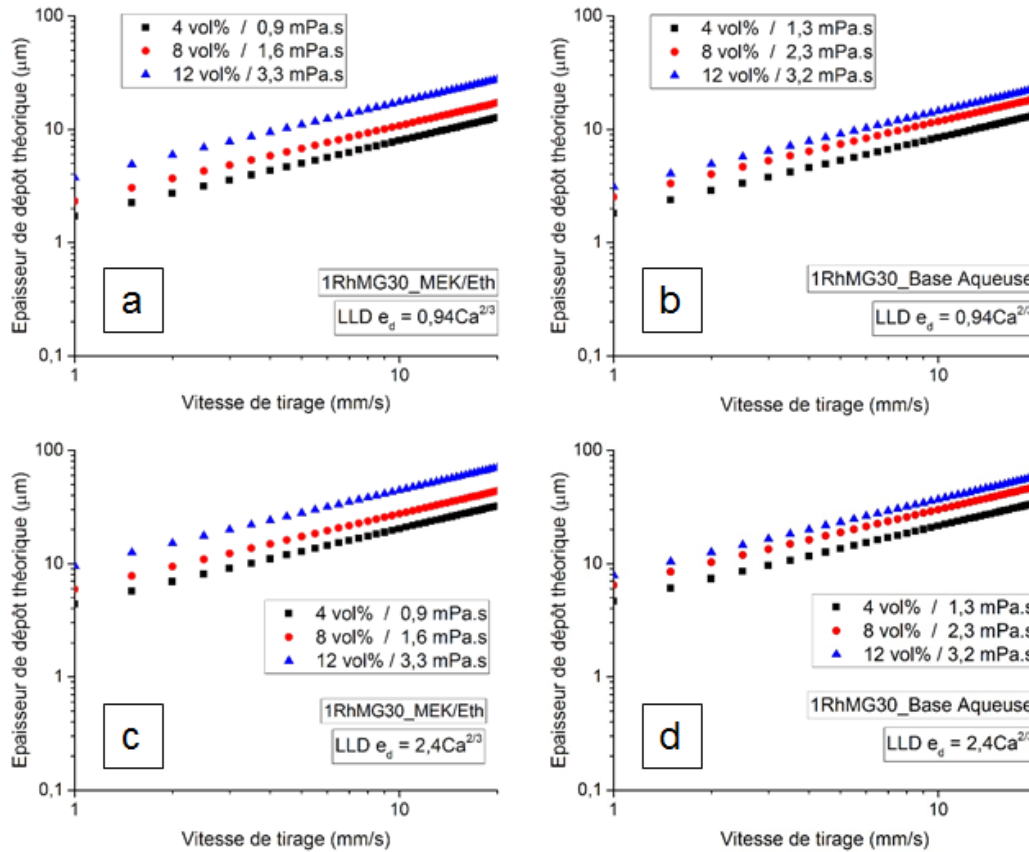 4 vol% / 0,9 mPa.s
8 vol% / 1,6 mPa.s
12 vol% / 3,3 mPa.s
Epaisseur de dépôt théorique (µm)
100
10
1
0,1
a
1RhMG30_MEK/Eth
LLD e_d = 0,94Ca^2/3
1
10
Vitesse de tirage (mm/s)
4 vol% / 1,3 mPa.s
8 vol% / 2,3 mPa.s
12 vol% / 3,2 mPa.s
Epaisseur de dépôt théorique (µm)
100
10
1
0,1
b
1RhMG30_Base Aqueuse
LLD e_d = 0,94Ca^2/3
1
10
Vitesse de tirage (mm/s)
Epaisseur de dépôt théorique (µm)
100
10
1
0,1
4 vol% / 0,9 mPa.s
8 vol% / 1,6 mPa.s
12 vol% / 3,3 mPa.s
c
1RhMG30_MEK/Eth
LLD e_d = 2,4Ca^2/3
1
10
Vitesse de tirage (mm/s)
Epaisseur de dépôt théorique (µm)
100
10
1
0,1
4 vol% / 1,3 mPa.s
8 vol% / 2,3 mPa.s
12 vol% / 3,2 mPa.s
d
1RhMG30_Base Aqueuse
LLD e_d = 2,4Ca^2/3
1
10
Vitesse de tirage (mm/s)